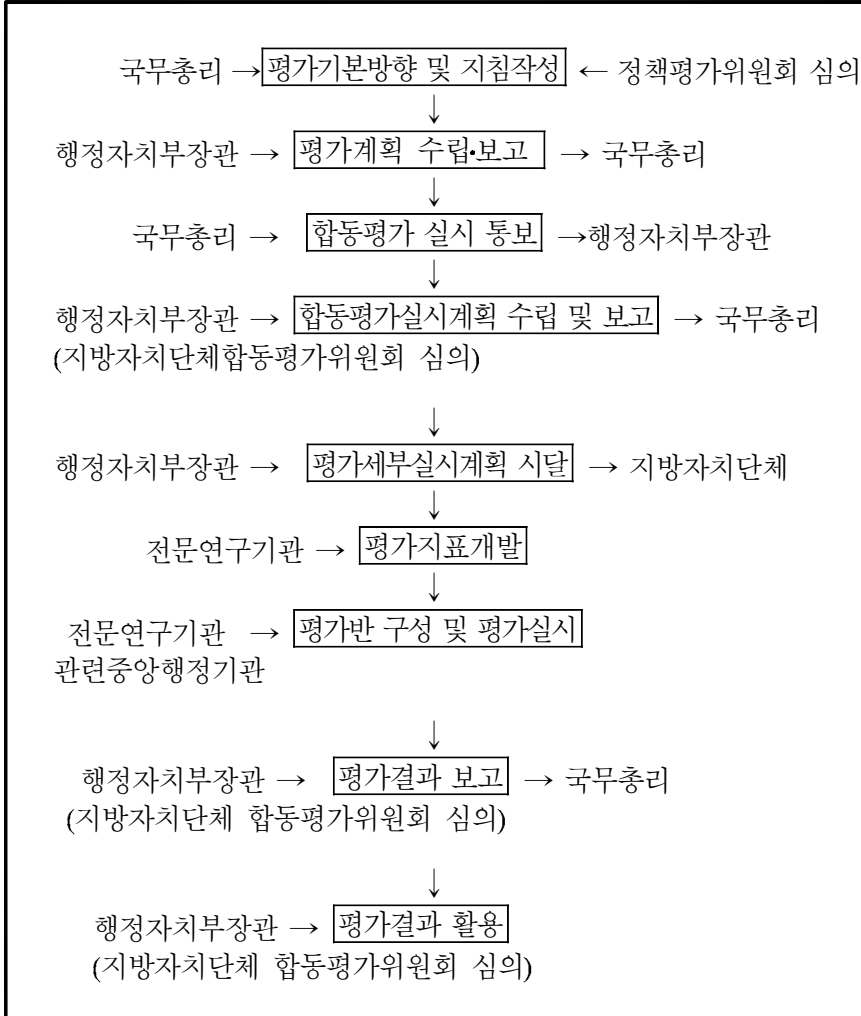 국무총리 → 평가기본방향 및 지침작성 ← 정책평가위원회 심의
↓
행정자치부장관 → 평가계획 수립·보고 → 국무총리
↓
국무총리 → 합동평가 실시 통보 →행정자치부장관
↓
행정자치부장관 → 합동평가실시계획 수립 및 보고 → 국무총리
(지방자치단체합동평가위원회 심의)
↓
행정자치부장관 → 평가세부실시계획 시달 → 지방자치단체
↓
전문연구기관 → 평가지표개발
↓
전문연구기관 → 평가반 구성 및 평가실시
관련중앙행정기관
↓
행정자치부장관 → 평가결과 보고 → 국무총리
(지방자치단체 합동평가위원회 심의)
↓
행정자치부장관 → 평가결과 활용
(지방자치단체 합동평가위원회 심의)